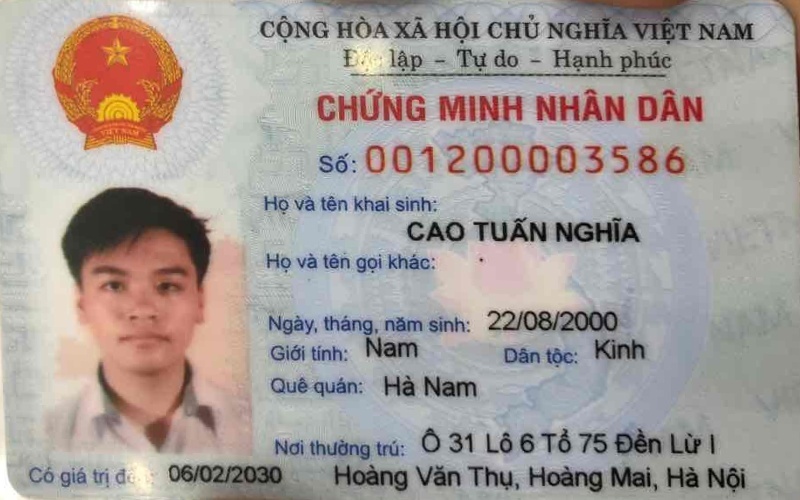 CỘNG HÒA XÃ HỘI CHỦ NGHĨA VIỆT NAM
Độc lập - Tự do - Hạnh phúc
CHỨNG MINH NHÂN DÂN
Số: 001200003586
Họ và tên khai sinh:
CAO TUẤN NGHĨA
Họ và tên gọi khác:
Ngày, tháng, năm sinh: 22/08/2000
Giới tính: Nam Dân tộc: Kinh
Quê quán: Hà Nam
Nơi thường trú: Ô 31 Lô 6 Tổ 75 Đền Lừ I
Có giá trị đến: 06/02/2030 Hoàng Văn Thụ, Hoàng Mai, Hà Nội
VIỆT NAM